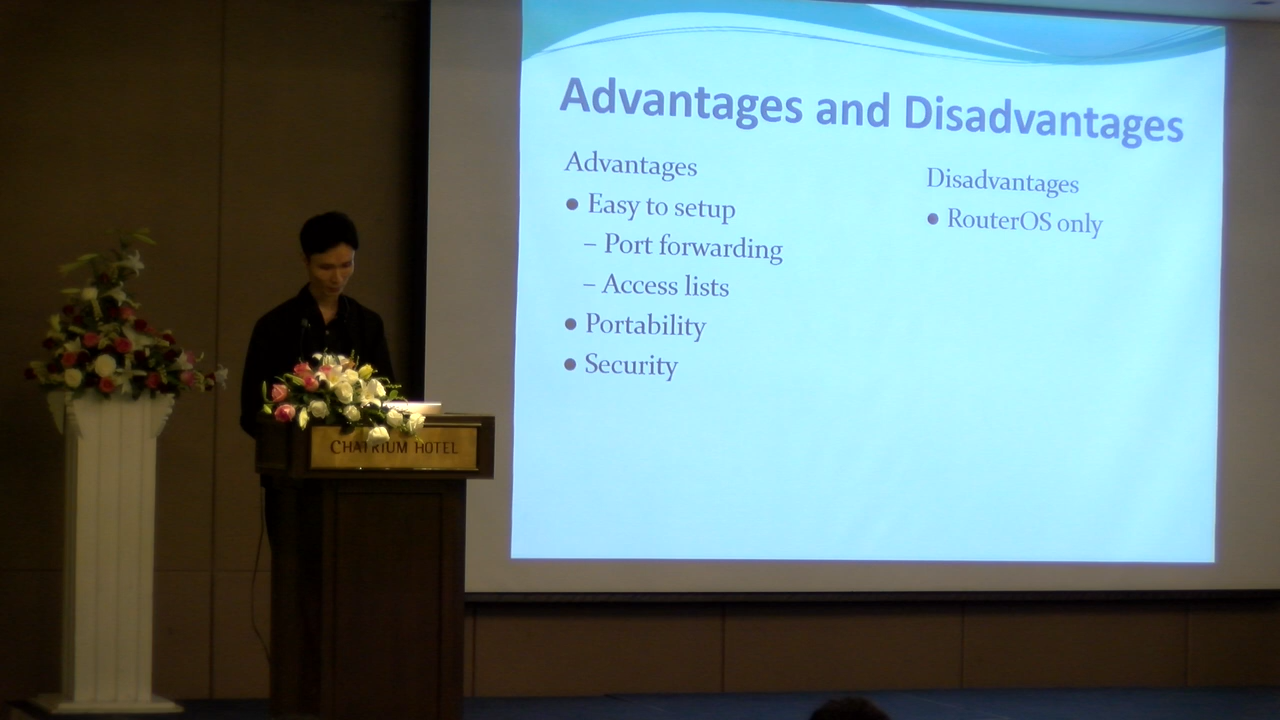 Advantages and Disadvantages
Advantages
• Easy to setup
– Port forwarding
– Access lists
• Portability
• Security
Disadvantages
• RouterOS only
CHATRIUM HOTEL